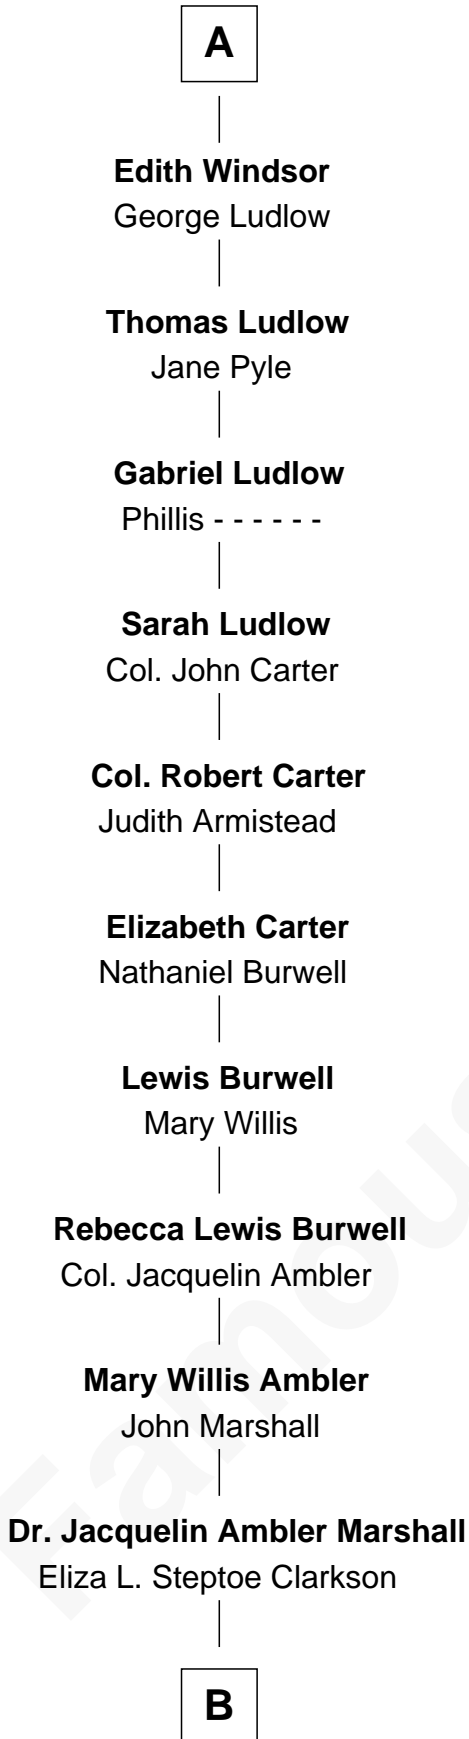 A
Edith Windsor
George Ludlow
Thomas Ludlow
Jane Pyle
Gabriel Ludlow
Phillis - - - - - -
Sarah Ludlow
Col. John Carter
Col. Robert Carter
Judith Armistead
Elizabeth Carter
Nathaniel Burwell
Lewis Burwell
Mary Willis
Rebecca Lewis Burwell
Col. Jacquelin Ambler
Mary Willis Ambler
John Marshall
Dr. Jacquelin Ambler Marshall
Eliza L. Steptoe Clarkson
B
Famous